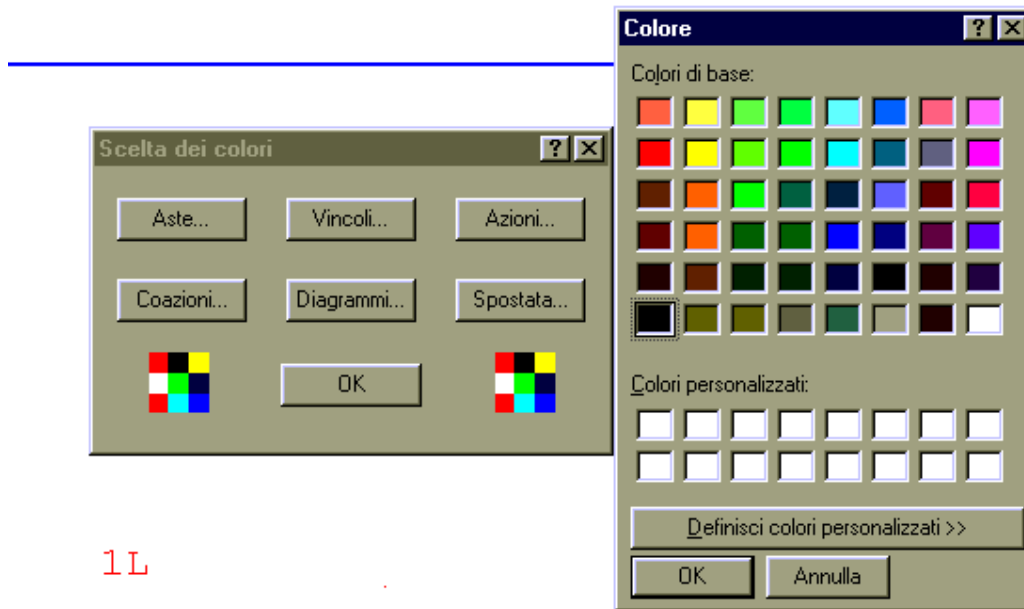 Colore
Colori di base:
Scelta dei colori
Aste...
Vincoli...
Azioni...
Coazioni...
Diagrammi...
Spostata...
OK
Colori personalizzati:
Definisci colori personalizzati >>
OK
Annulla
1L